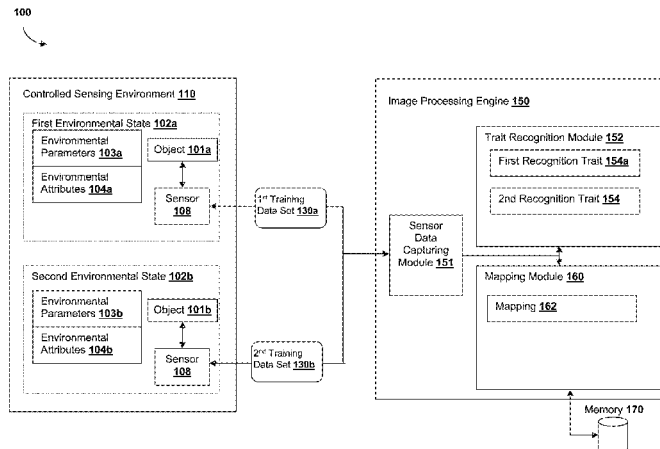 100
Controlled Sensing Environment 110
First Environmental State 102a
Environmental
Parameters 103a
Environmental
Attributes 104a
Object 101a
Sensor
108
1st Training
Data Set 130a
Second Environmental State 102b
Environmental
Parameters 103b
Environmental
Attributes 104b
Object 101b
Sensor
108
2nd Training
Data Set 130b
Image Processing Engine 150
Sensor
Data
Capturing
Module 151
Trait Recognition Module 152
First Recognition Trait 154a
2nd Recognition Trait 154
Mapping Module 160
Mapping 162
Memory 170